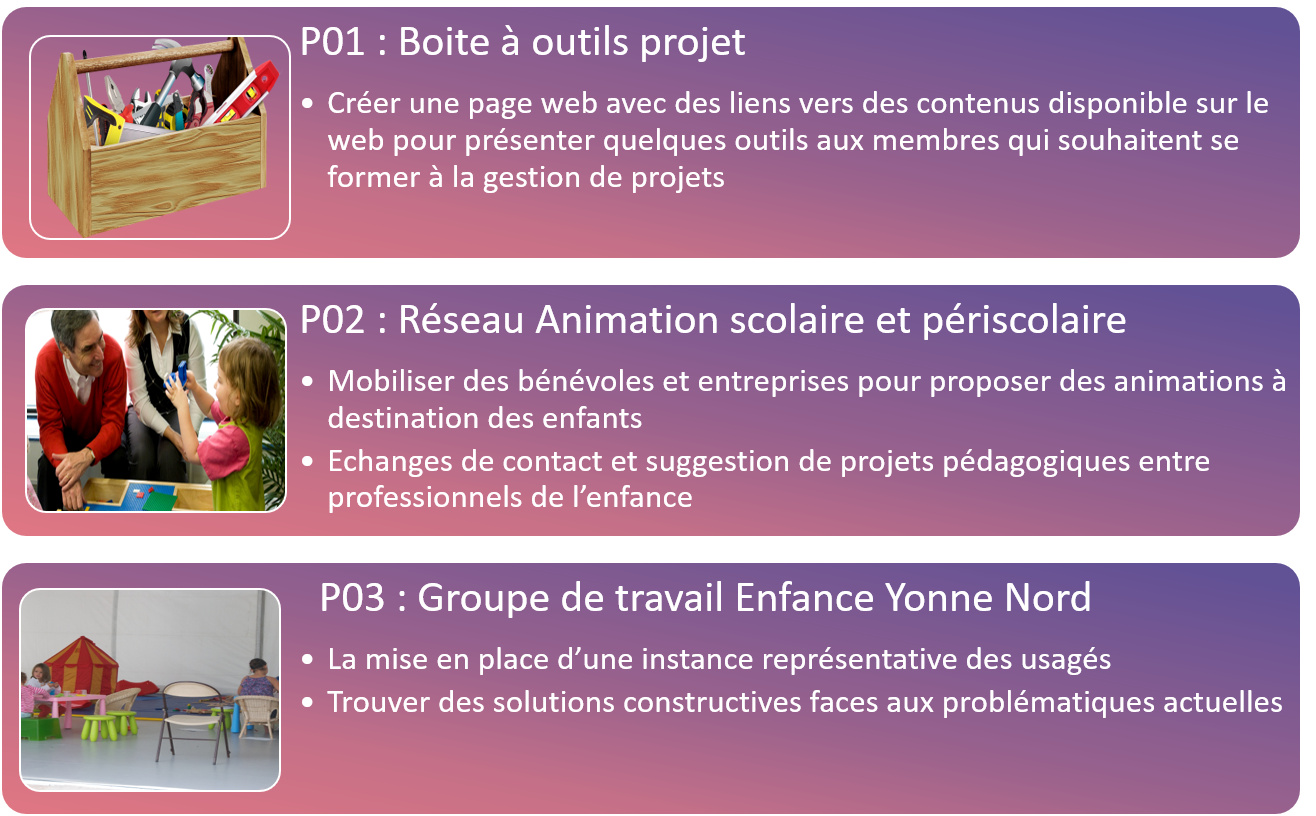 P01 : Boite à outils projet
• Créer une page web avec des liens vers des contenus disponible sur le
web pour présenter quelques outils aux membres qui souhaitent se
former à la gestion de projets
P02 : Réseau Animation scolaire et périscolaire
• Mobiliser des bénévoles et entreprises pour proposer des animations à
destination des enfants
• Echanges de contact et suggestion de projets pédagogiques entre
professionnels de l’enfance
P03 : Groupe de travail Enfance Yonne Nord
• La mise en place d’une instance représentative des usagés
• Trouver des solutions constructives faces aux problématiques actuelles